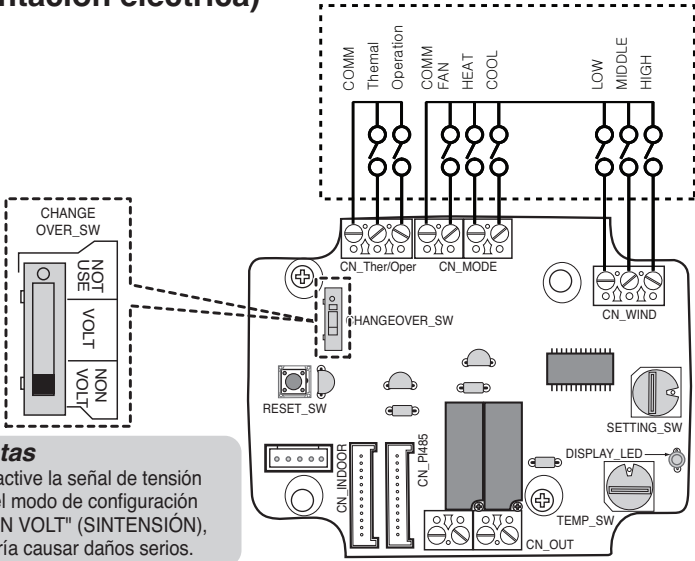 ntación eléctrica)
COMM
Themal
Operation
COMM
FAN
HEAT
COOL
LOW
MIDDLE
HIGH
CHANGE
OVER_SW
NOT
USE
VOLT
NON
VOLT
CN_Ther/Oper
CN_MODE
CN_WIND
CHANGEOVER_SW
RESET_SW
SETTING_SW
DISPLAY_LED
CN_INDOOR
CN_PI485
TEMP_SW
CN_OUT
tas
active la señal de tensión
el modo de configuración
N VOLT" (SINTENSIÓN),
ría causar daños serios.